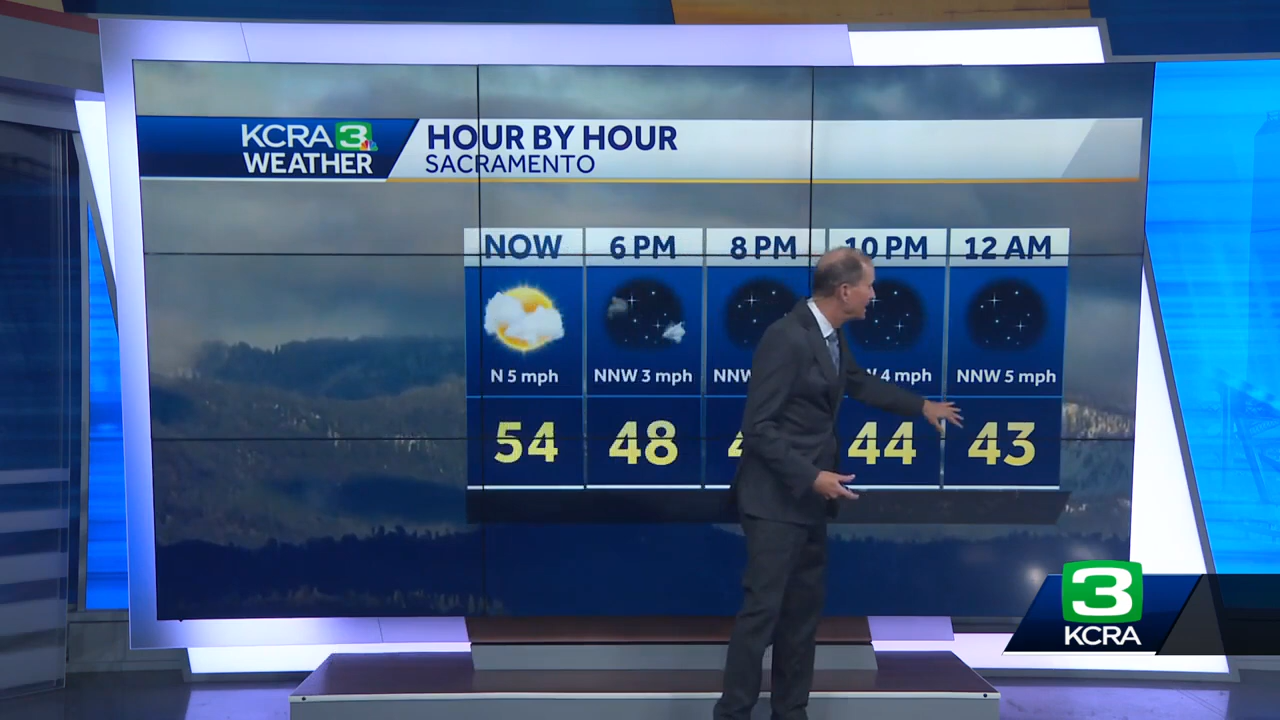 KCRA 3
WEATHER
HOUR BY HOUR
SACRAMENTO
NOW 6 PM 8 PM 10 PM 12 AM
N 5 mph NNW 3 mph 4 mph NNW 5 mph
54 48 44 43
3
KCRA